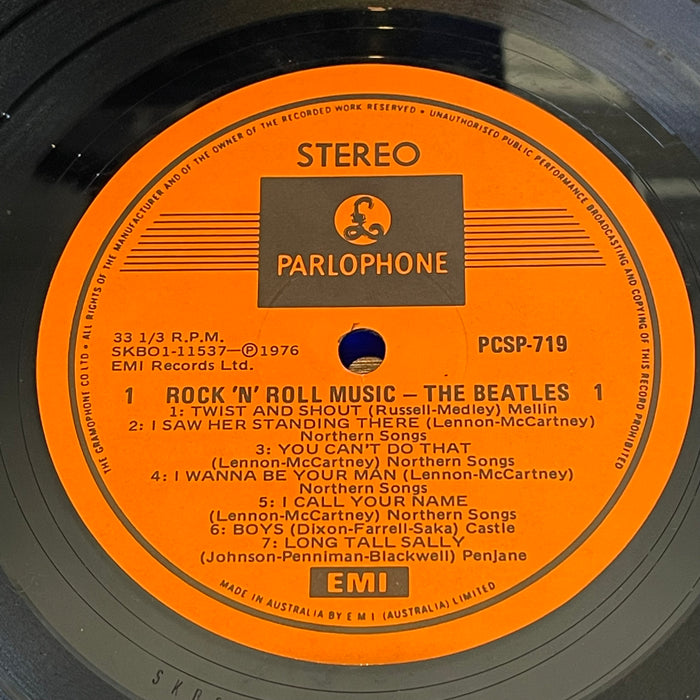 THE GRAMOPHONE CO LTD • ALL RIGHTS OF THE MANUFACTURER AND OF THE OWNER OF THE RECORDED WORK RESERVED • UNAUTHORISED PUBLIC PERFORMANCE BROADCASTING AND COPYING OF THIS RECORD PROHIBITED
STEREO
£
PARLOPHONE
33 1/3 R.P.M.
SKBO1-11537—Ⓟ1976
EMI Records Ltd.
PCSP-719
1 ROCK 'N' ROLL MUSIC – THE BEATLES 1
1: TWIST AND SHOUT (Russell-Medley) Mellin
2: I SAW HER STANDING THERE (Lennon-McCartney)
Northern Songs
3: YOU CAN'T DO THAT
(Lennon-McCartney) Northern Songs
4: I WANNA BE YOUR MAN (Lennon-McCartney)
Northern Songs
5: I CALL YOUR NAME
(Lennon-McCartney) Northern Songs
6: BOYS (Dixon-Farrell-Saka) Castle
7: LONG TALL SALLY
(Johnson-Penniman-Blackwell) Penjane
EMI
MADE IN AUSTRALIA BY E M I (AUSTRALIA) LIMITED